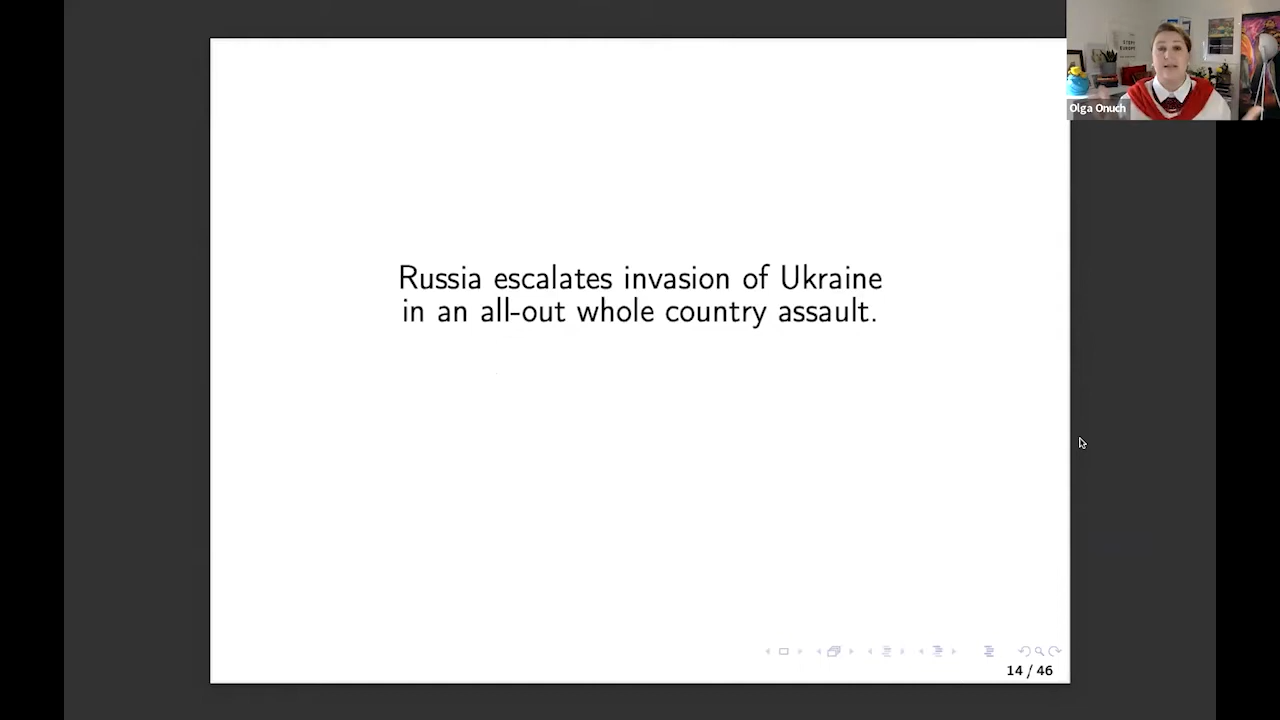 Olga Onuch
Russia escalates invasion of Ukraine
in an all-out whole country assault.
14 / 46